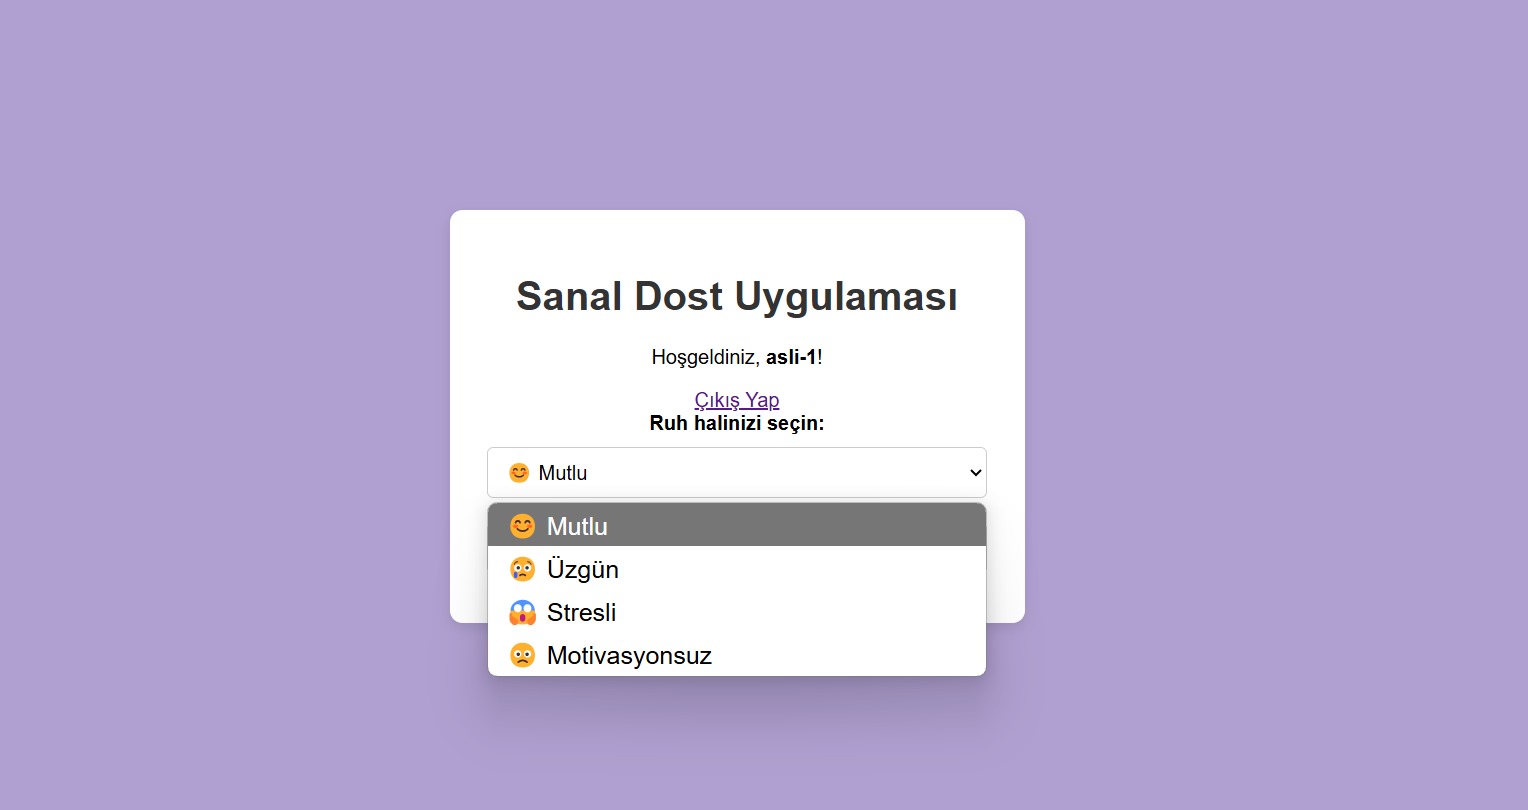 Sanal Dost Uygulaması
Hoşgeldiniz, asli-1!
Çıkış Yap
Ruh halinizi seçin:
😊 Mutlu
😊 Mutlu
😢 Üzgün
😱 Stresli
🙁 Motivasyonsuz